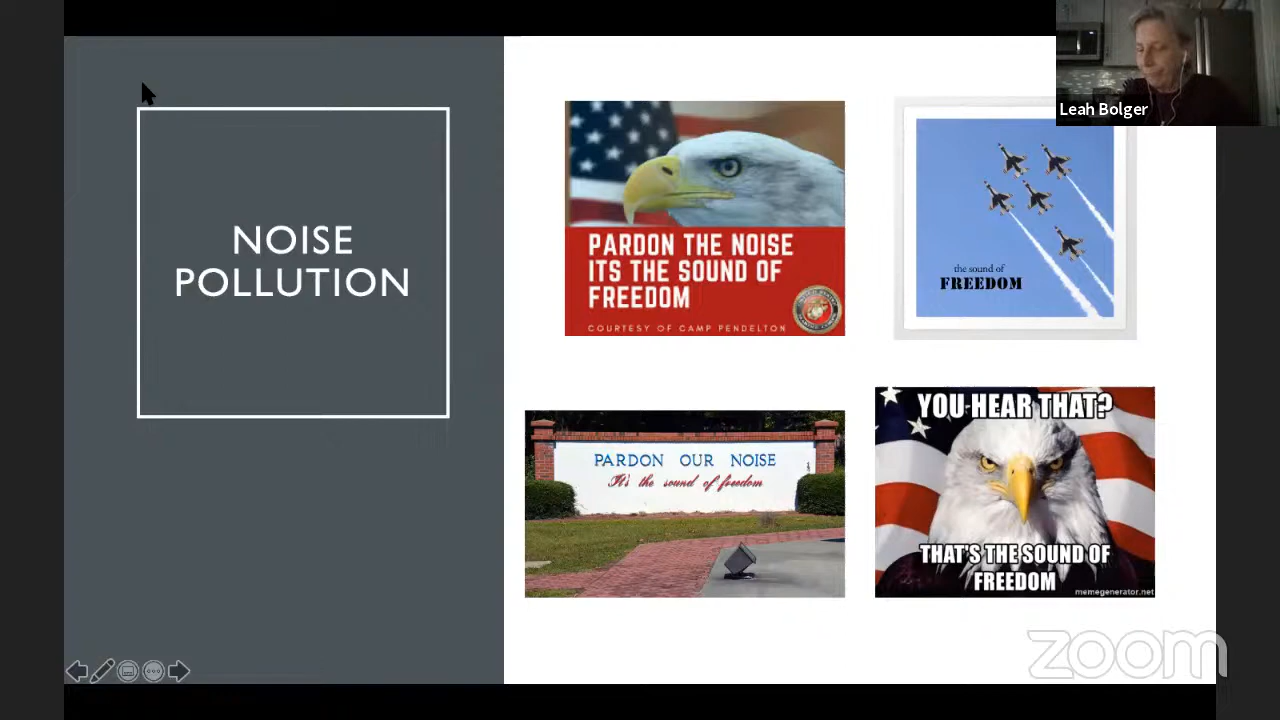 Leah Bolger
NOISE
POLLUTION
PARDON THE NOISE
ITS THE SOUND OF
FREEDOM
COURTESY OF CAMP PENDELTON
the sound of
FREEDOM
PARDON OUR NOISE
It's the sound of freedom
YOU HEAR THAT?
THAT'S THE SOUND OF
FREEDOM
memegenerator.net
zoom